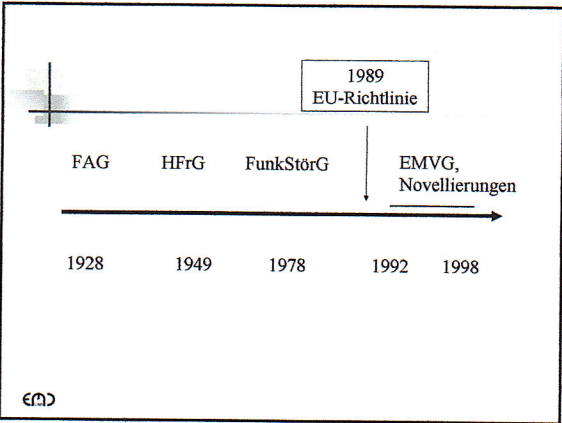 1989
EU-Richtlinie
FAG HFrG FunkStörG EMVG,
Novellierungen
1928 1949 1978 1992 1998